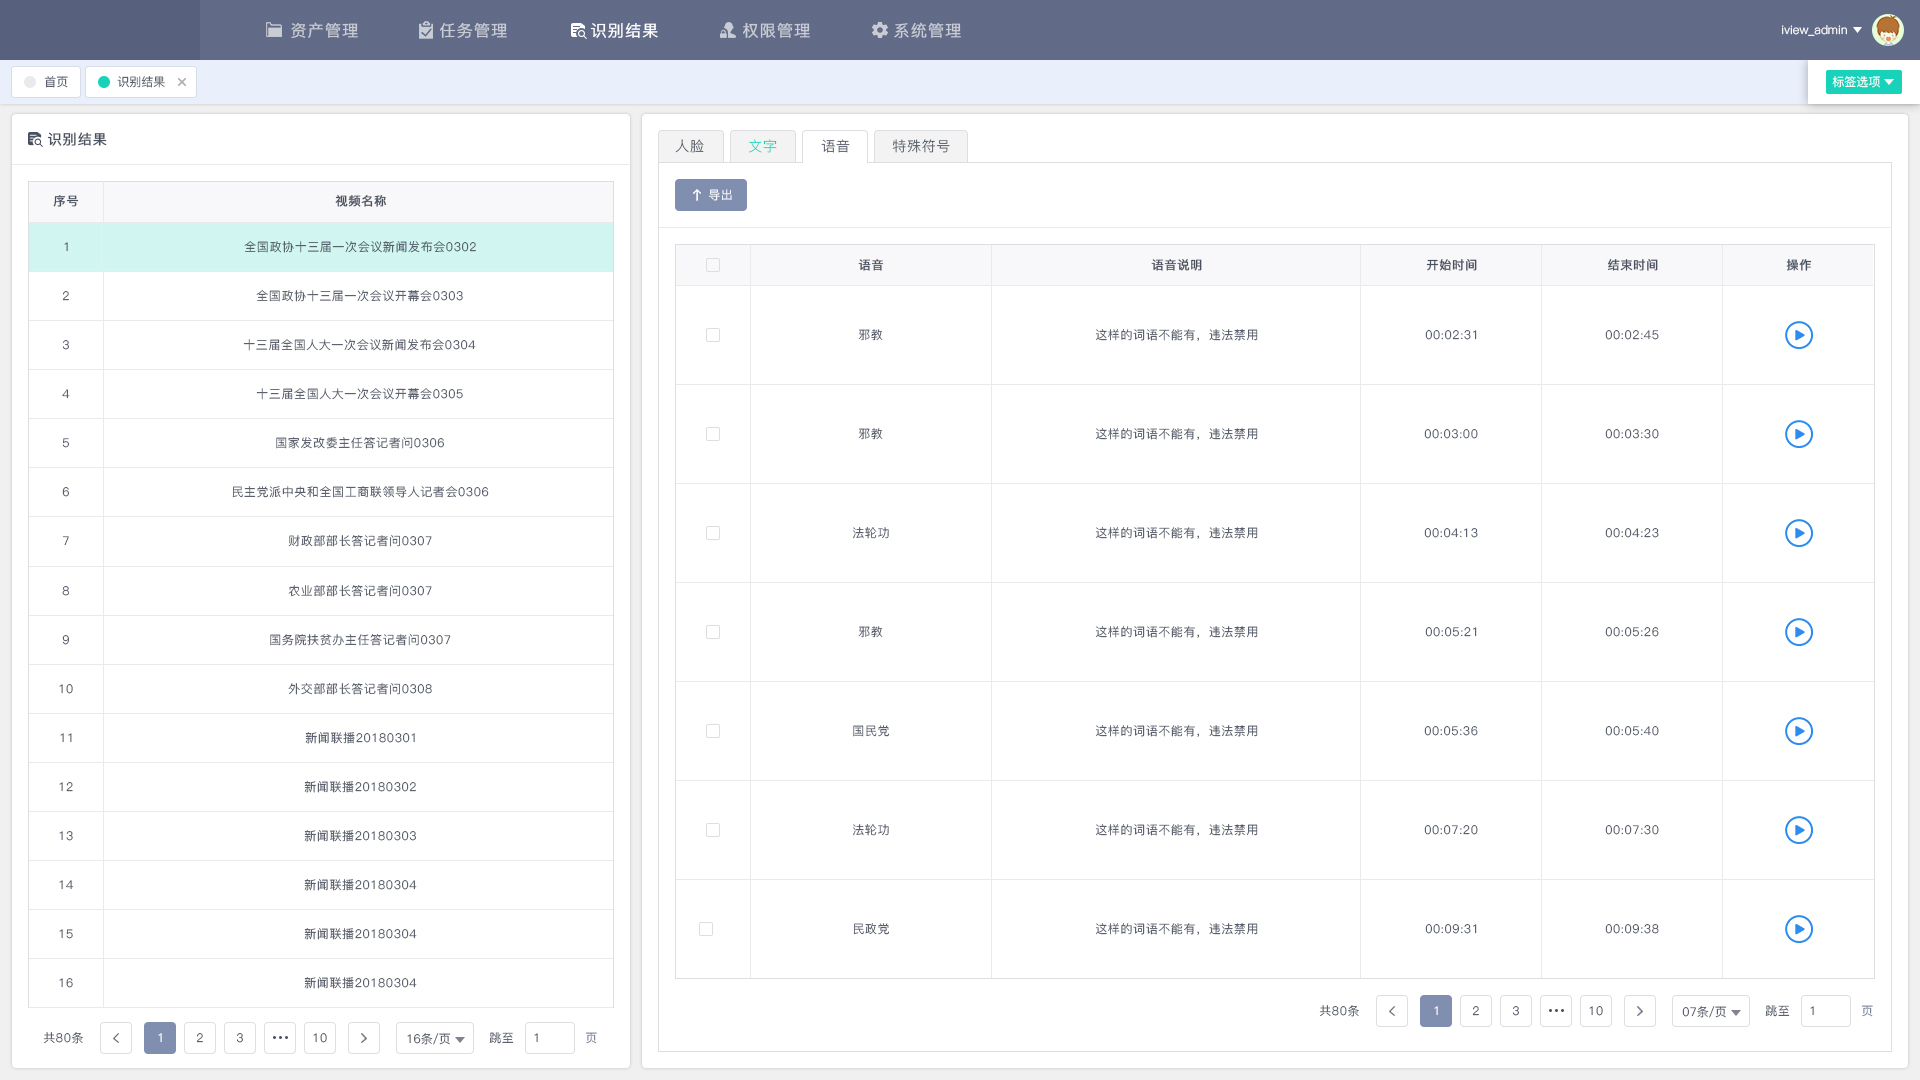 资产管理 任务管理 识别结果 权限管理 系统管理 iview_admin
首页 识别结果 标签选项
识别结果
序号 视频名称
1 全国政协十三届一次会议新闻发布会0302
2 全国政协十三届一次会议开幕会0303
3 十三届全国人大一次会议新闻发布会0304
4 十三届全国人大一次会议开幕会0305
5 国家发改委主任答记者问0306
6 民主党派中央和全国工商联领导人记者会0306
7 财政部部长答记者问0307
8 农业部部长答记者问0307
9 国务院扶贫办主任答记者问0307
10 外交部部长答记者问0308
11 新闻联播20180301
12 新闻联播20180302
13 新闻联播20180303
14 新闻联播20180304
15 新闻联播20180304
16 新闻联播20180304
共80条 1 2 3 ••• 10 16条/页 跳至 1 页
人脸 文字 语音 特殊符号
导出
语音 语音说明 开始时间 结束时间 操作
邪教 这样的词语不能有，违法禁用 00:02:31 00:02:45
邪教 这样的词语不能有，违法禁用 00:03:00 00:03:30
法轮功 这样的词语不能有，违法禁用 00:04:13 00:04:23
邪教 这样的词语不能有，违法禁用 00:05:21 00:05:26
国民党 这样的词语不能有，违法禁用 00:05:36 00:05:40
法轮功 这样的词语不能有，违法禁用 00:07:20 00:07:30
民政党 这样的词语不能有，违法禁用 00:09:31 00:09:38
共80条 1 2 3 ••• 10 07条/页 跳至 1 页